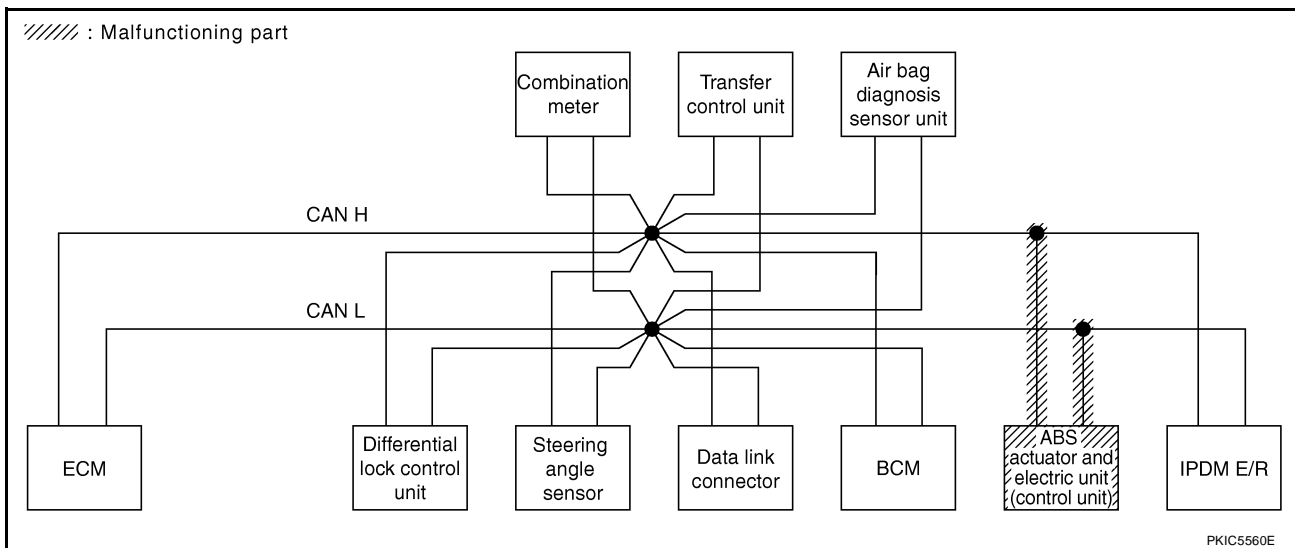 : Malfunctioning part
Combination
meter
Transfer
control unit
Air bag
diagnosis
sensor unit
CAN H
CAN L
ECM
Differential
lock control
unit
Steering
angle
sensor
Data link
connector
BCM
ABS
actuator and
electric unit
(control unit)
IPDM E/R
PKIC5560E